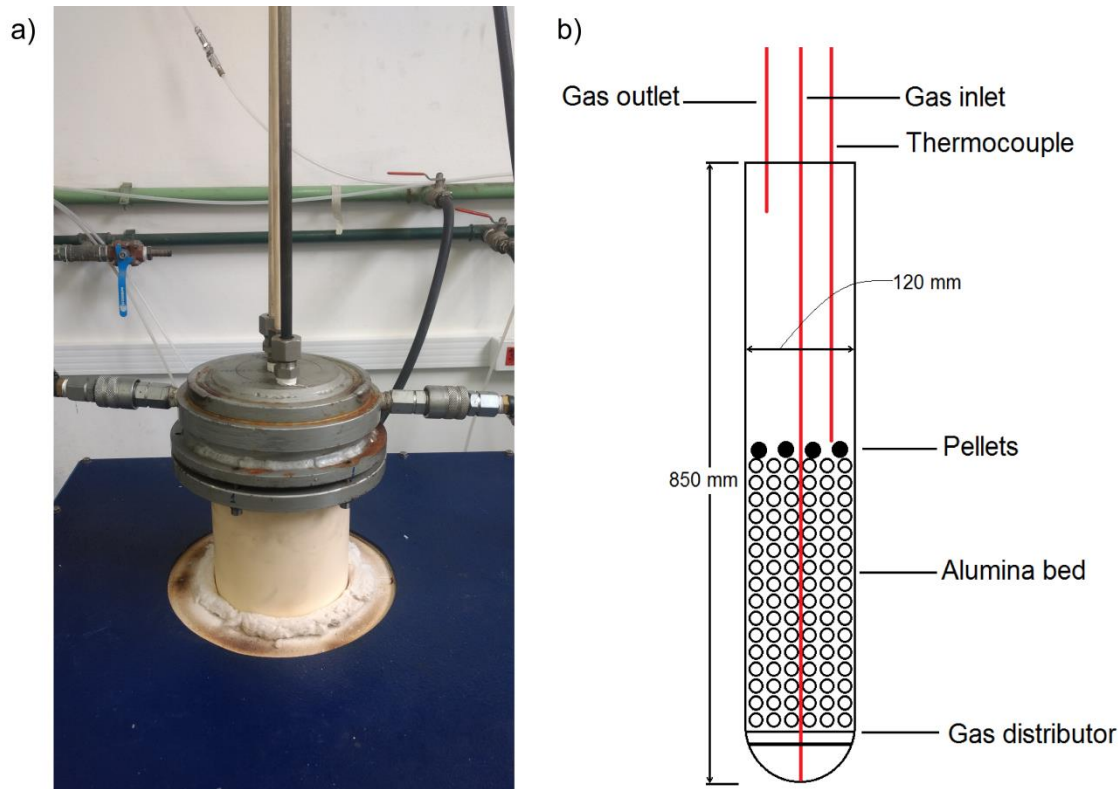 a)
b)
Gas outlet
Gas inlet
Thermocouple
120 mm
Pellets
850 mm
Alumina bed
Gas distributor